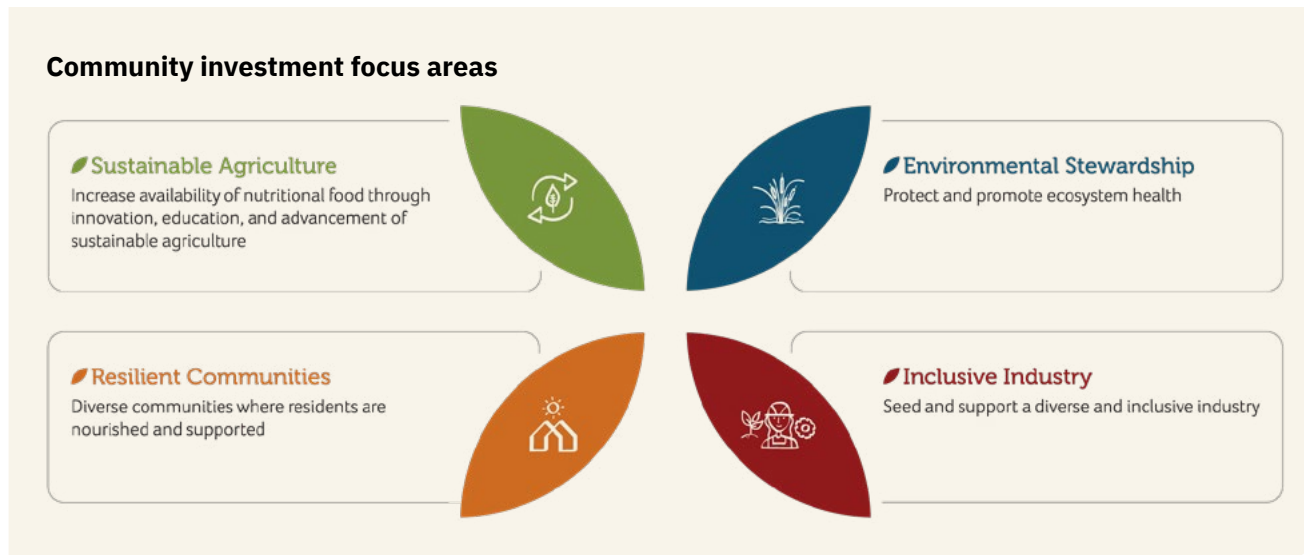 Community investment focus areas
Sustainable Agriculture
Increase availability of nutritional food through
innovation, education, and advancement of
sustainable agriculture
Environmental Stewardship
Protect and promote ecosystem health
Resilient Communities
Diverse communities where residents are
nourished and supported
Inclusive Industry
Seed and support a diverse and inclusive industry